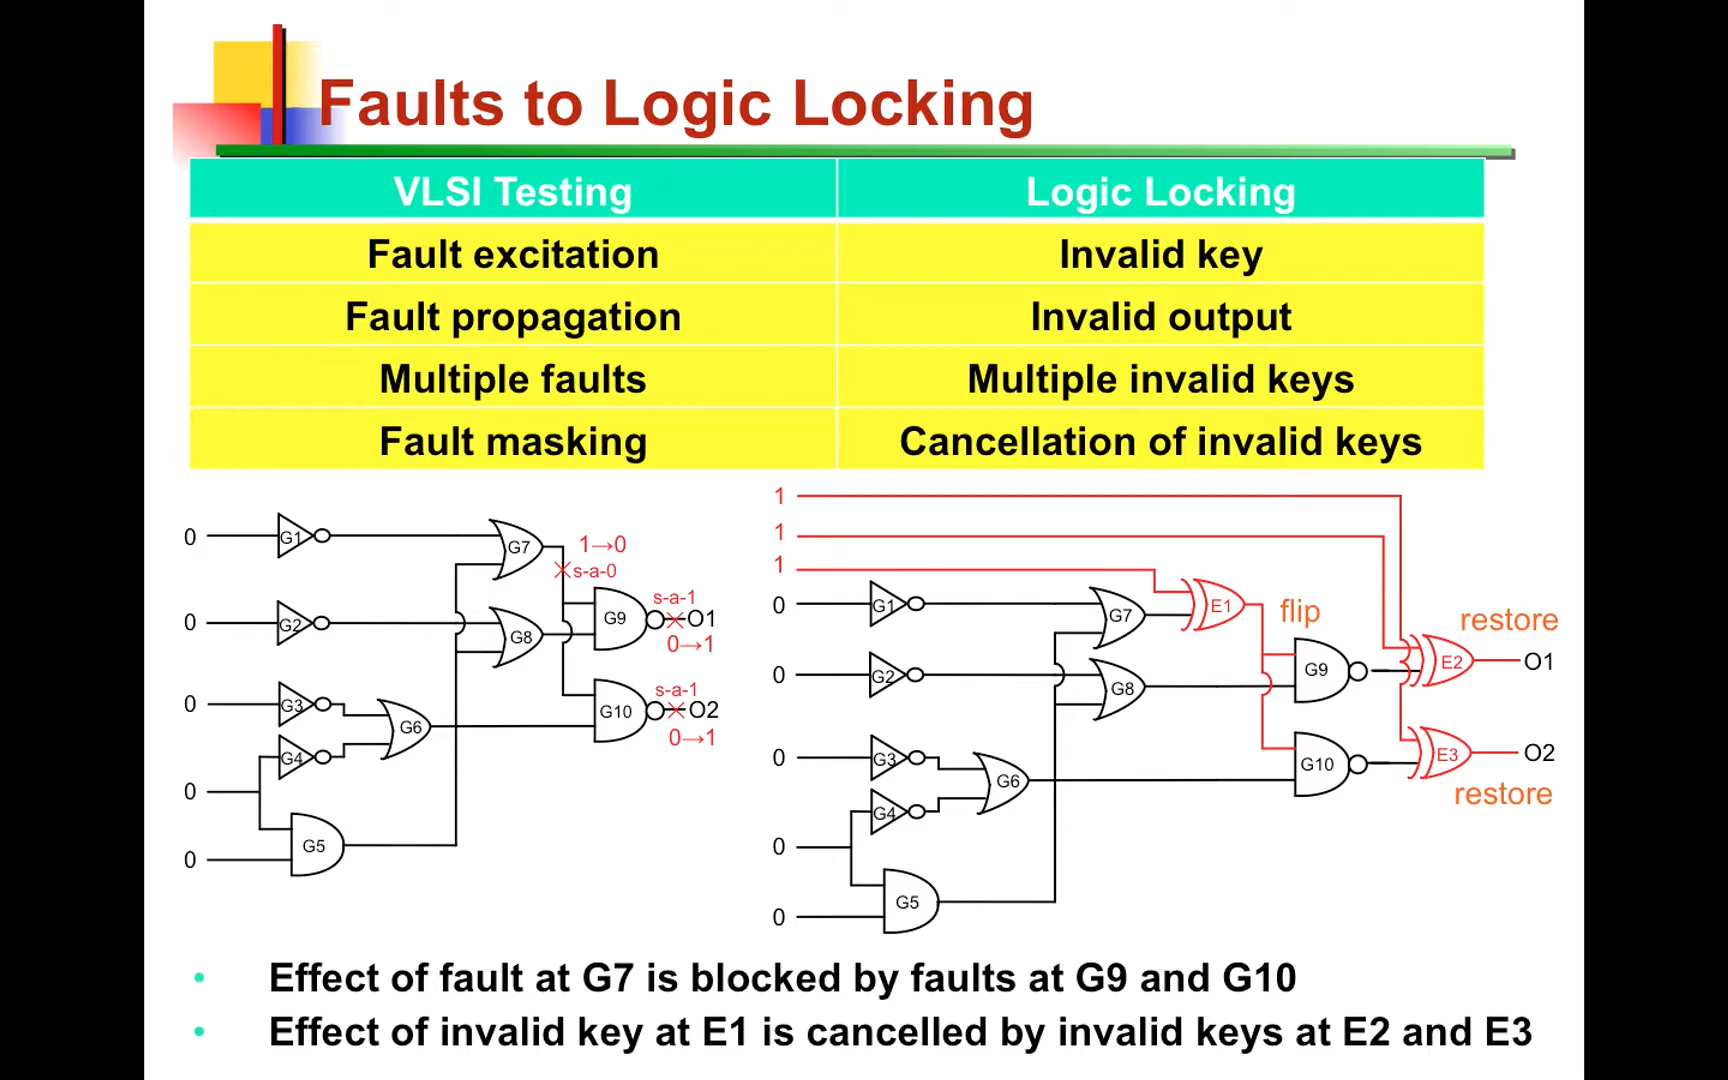 Faults to Logic Locking
VLSI Testing Logic Locking
Fault excitation Invalid key
Fault propagation Invalid output
Multiple faults Multiple invalid keys
Fault masking Cancellation of invalid keys
0 G1 G7 1→0
s-a-0
s-a-1
0 G2 G8 G9 O1
0→1
s-a-1
0 G3 G6 G10 O2
0→1
G4
0
G5
0
1
1
1
0 G1 G7 E1 flip restore
0 G2 G8 G9 E2 O1
0 G3 G6 G10 E3 O2
G4 restore
0
G5
0
• Effect of fault at G7 is blocked by faults at G9 and G10
• Effect of invalid key at E1 is cancelled by invalid keys at E2 and E3